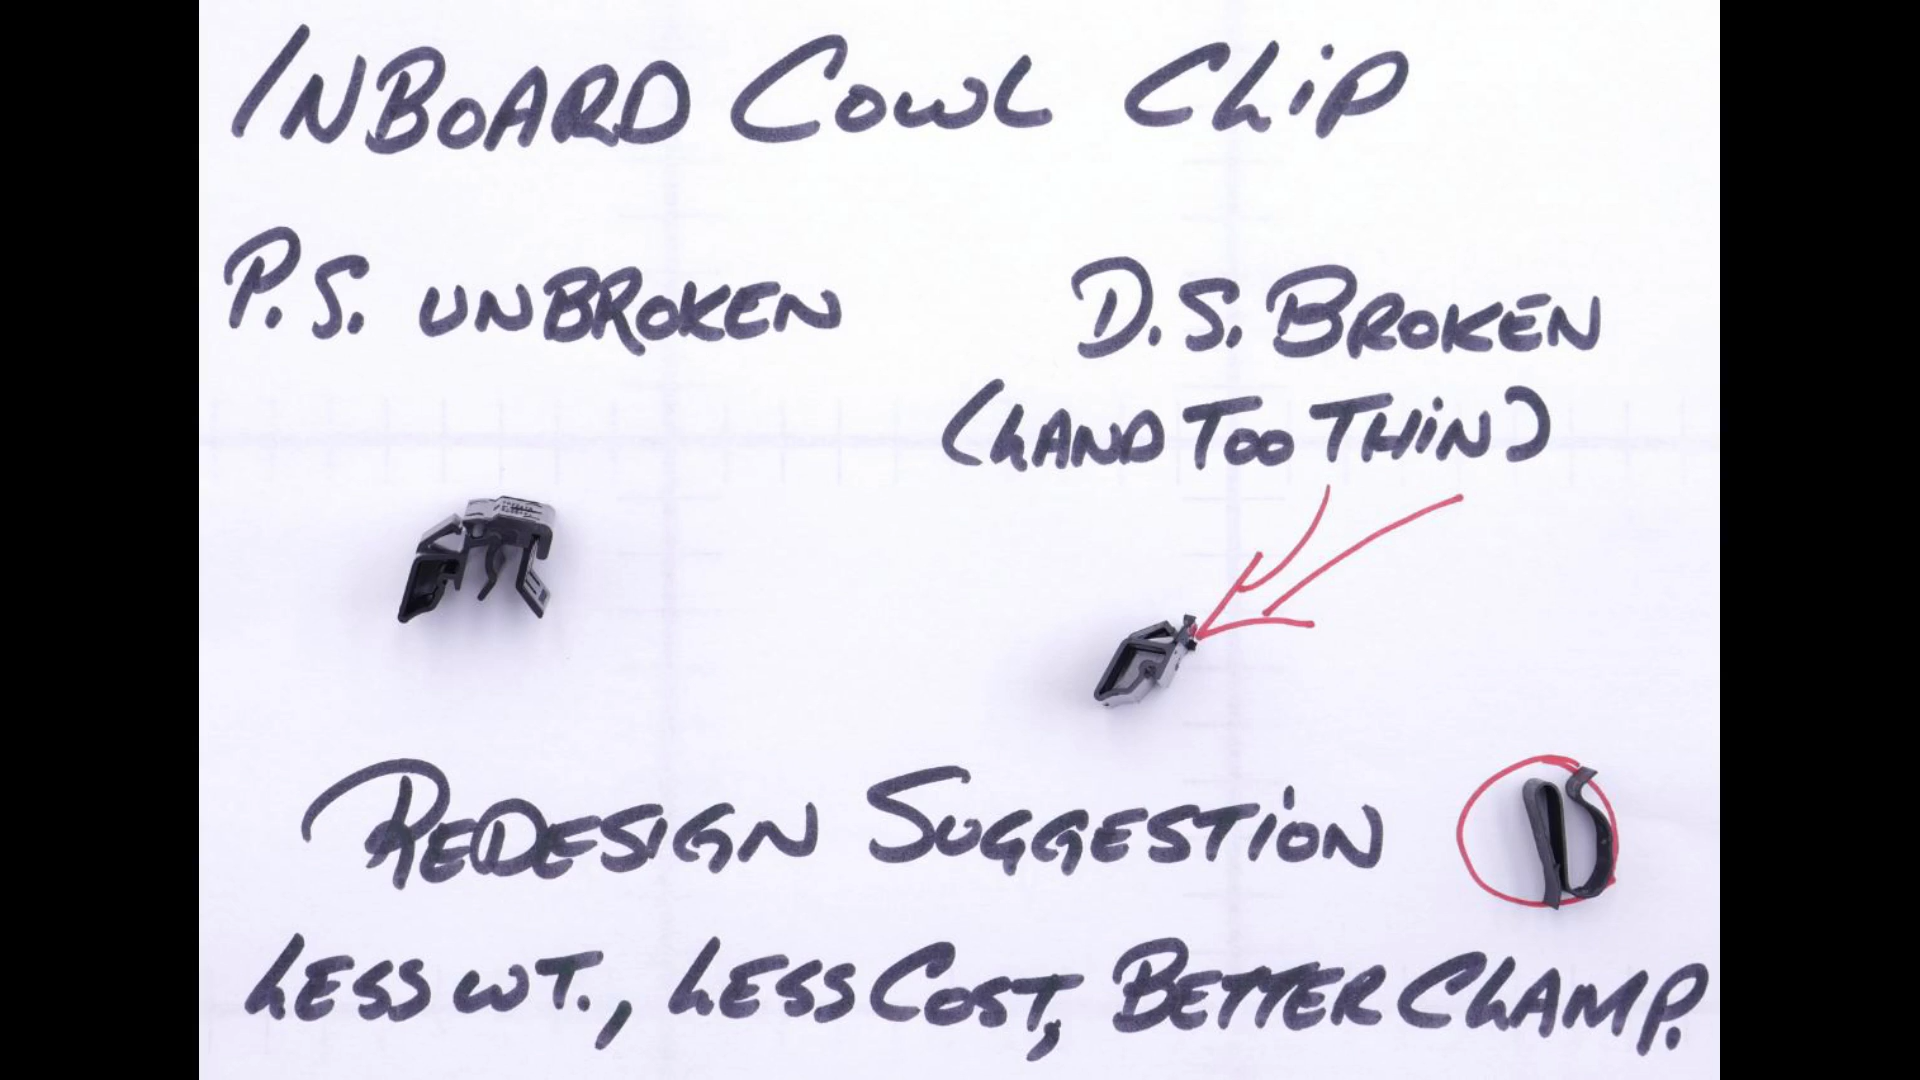 INBOARD COWL CLIP
P.S. UNBROKEN
D.S. BROKEN
(LAND TOO THIN)
REDESIGN SUGGESTION
LESS WT., LESS COST, BETTER CLAMP.